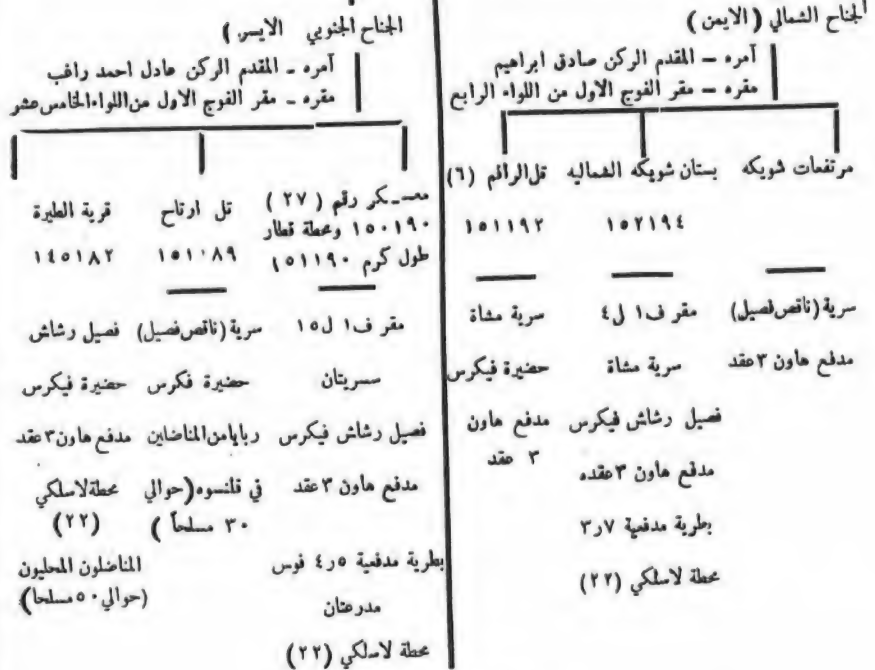 الجناح الشمالي (الايمن)
آمره – المقدم الركن صادق ابراهيم
مقره – مقر الفوج الاول من اللواء الرابع
مرتفعات شويكه
سرية (ناقص فصيل)
مدفع هاون ٣ عقد
بستان شويكه الشماليه
١٥٢١٩٤
مقر ف١ ل٤
سرية مشاة
فصيل رشاش فيكرس
مدفع هاون ٣ عقده
بطرية مدفعية ٧ر٣
محطة لاسلكي (٢٢)
تل الراقم (٦)
١٥١١٩٢
سرية مشاة
حضيرة فيكرس
مدفع هاون
٣ عقد
الجناح الجنوبي الايسر)
آمره ـ المقدم الركن عادل احمد راغب
مقره ـ مقر الفوج الاول من اللواء الخامس عشر
معسكر رقم (٢٧)
١٥٠١٩٠ ومحطة قطار
طول كرم ١٥١١٩٠
مقر ف١ ل١٥
سسريتان
فصيل رشاش فيكرس
مدفع هاون ٣ عقد
بطرية مدفعية ٤ر٥ فوس
مدرعتان
محطة لاسلكي (٢٢)
تل ارتاح
١٥١٠٨٩
سرية (ناقص فصيل)
حضيرة فكرس
ربايا من المناضلين
في قلنسوه (حوالي
٣٠ مسلحاً)
قرية الطيرة
١٤٥١٨٢
فصيل رشاش
حضيرة فيكرس
مدفع هاون ٣ عقد
محطة لاسلكي
(٢٢)
المناضلون المحليون
(حوالي ٥٠ مسلحا)